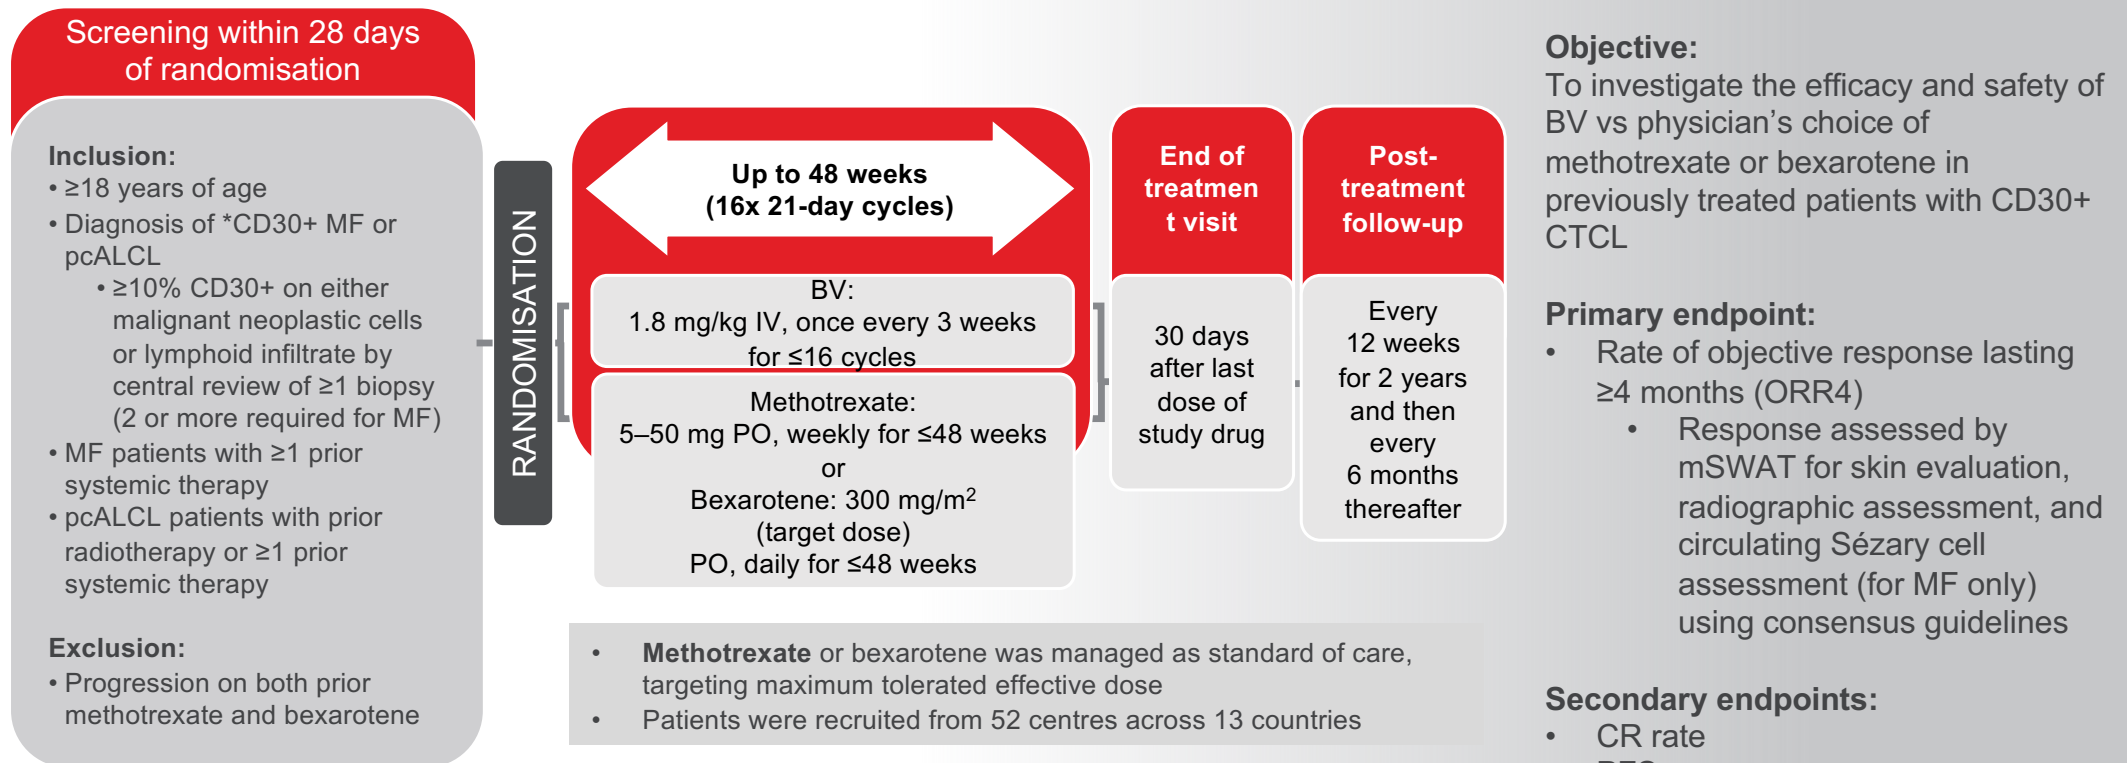 Screening within 28 days
of randomisation
Inclusion:
• ≥18 years of age
• Diagnosis of *CD30+ MF or
pcALCL
• ≥10% CD30+ on either
malignant neoplastic cells
or lymphoid infiltrate by
central review of ≥1 biopsy
(2 or more required for MF)
• MF patients with ≥1 prior
systemic therapy
• pcALCL patients with prior
radiotherapy or ≥1 prior
systemic therapy
Exclusion:
• Progression on both prior
methotrexate and bexarotene
RANDOMISATION
Up to 48 weeks
(16x 21-day cycles)
BV:
1.8 mg/kg IV, once every 3 weeks
for ≤16 cycles
Methotrexate:
5–50 mg PO, weekly for ≤48 weeks
or
Bexarotene: 300 mg/m²
(target dose)
PO, daily for ≤48 weeks
End of
treatmen
t visit
30 days
after last
dose of
study drug
Post-
treatment
follow-up
Every
12 weeks
for 2 years
and then
every
6 months
thereafter
• Methotrexate or bexarotene was managed as standard of care,
targeting maximum tolerated effective dose
• Patients were recruited from 52 centres across 13 countries
Objective:
To investigate the efficacy and safety of
BV vs physician's choice of
methotrexate or bexarotene in
previously treated patients with CD30+
CTCL
Primary endpoint:
• Rate of objective response lasting
≥4 months (ORR4)
• Response assessed by
mSWAT for skin evaluation,
radiographic assessment, and
circulating Sézary cell
assessment (for MF only)
using consensus guidelines
Secondary endpoints:
• CR rate